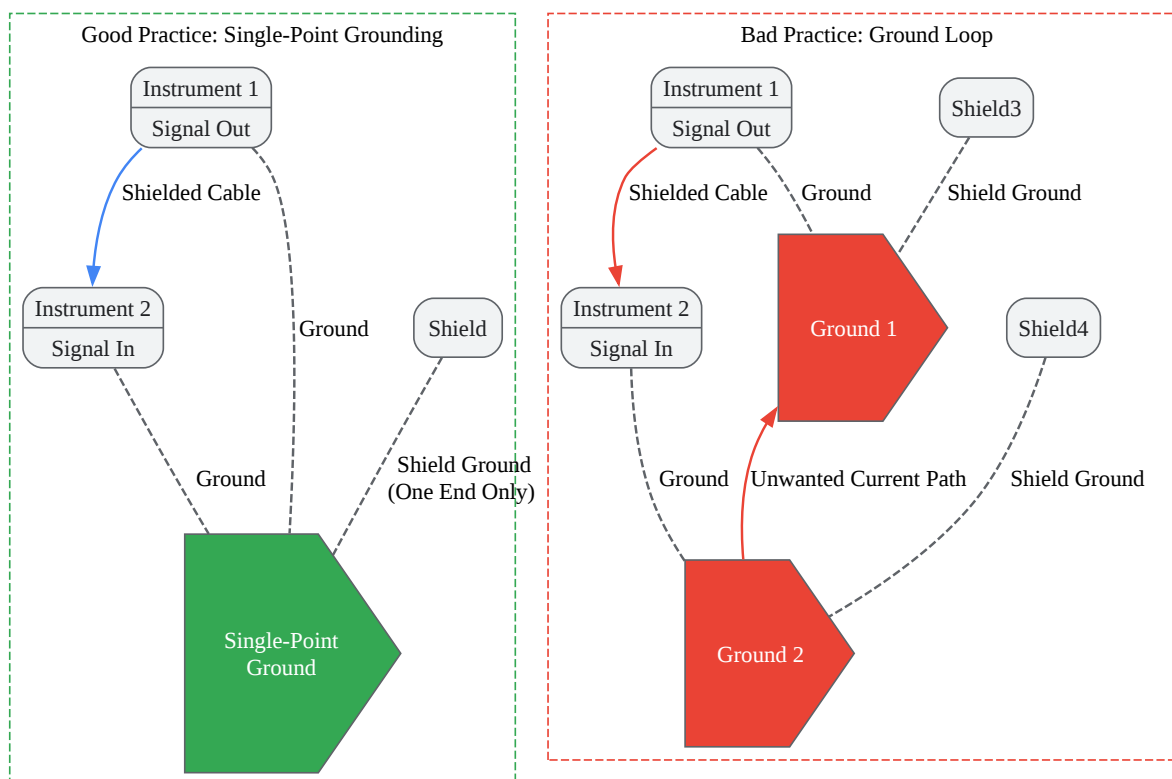 Good Practice: Single-Point Grounding
Instrument 1
Signal Out
Shielded Cable
Instrument 2
Signal In
Ground
Shield
Ground
Shield Ground
(One End Only)
Single-Point
Ground
Bad Practice: Ground Loop
Instrument 1
Signal Out
Shield3
Shielded Cable
Ground
Shield Ground
Instrument 2
Signal In
Ground 1
Shield4
Ground
Unwanted Current Path
Shield Ground
Ground 2